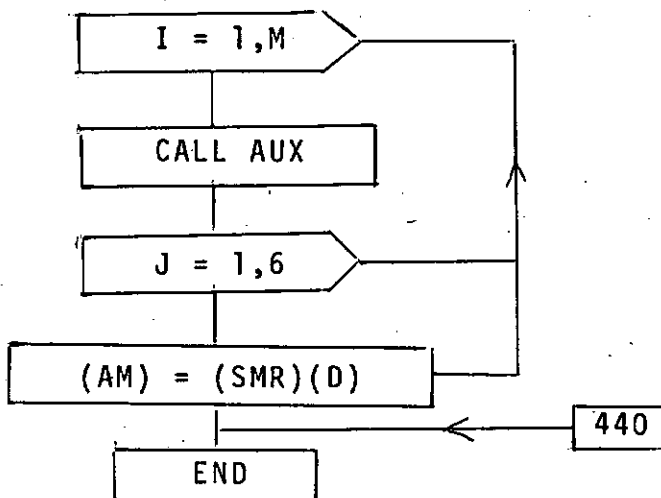 I = 1,M
CALL AUX
J = 1,6
(AM) = (SMR)(D)
440
END